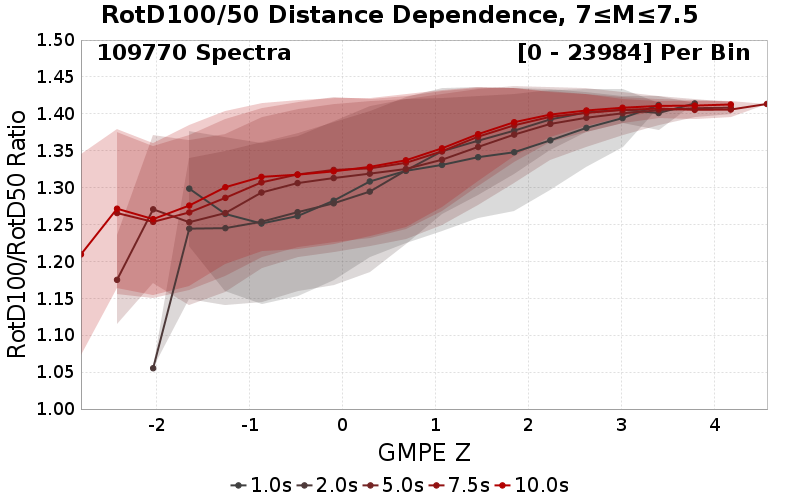 RotD100/50 Distance Dependence, 7≤M≤7.5
109770 Spectra
[0 - 23984] Per Bin
RotD100/RotD50 Ratio
1.50
1.45
1.40
1.35
1.30
1.25
1.20
1.15
1.10
1.05
1.00
-2 -1 0 1 2 3 4
GMPE Z
1.0s 2.0s 5.0s 7.5s 10.0s